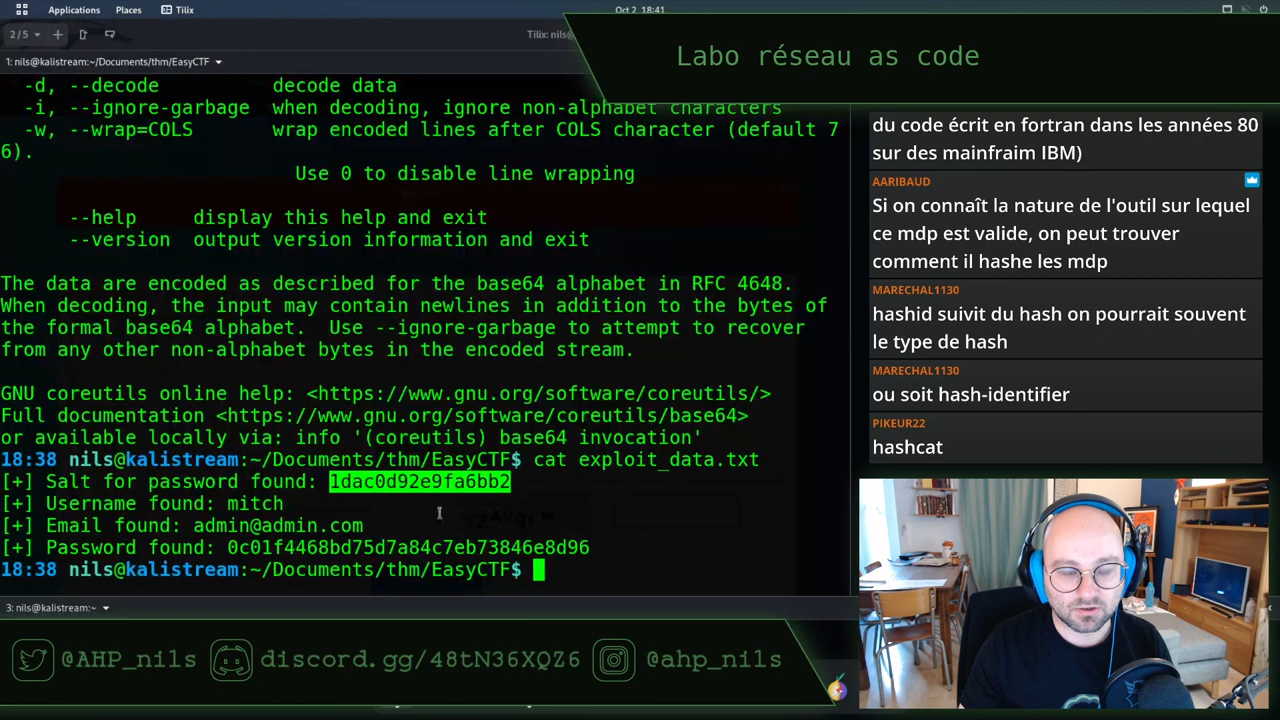 Applications Places Tilix
Oct 2 18:41
2/5
Tilix: nils@
1: nils@kalistream:~/Documents/thm/EasyCTF
Labo réseau as code
-d, --decode decode data
-i, --ignore-garbage when decoding, ignore non-alphabet characters
-w, --wrap=COLS wrap encoded lines after COLS character (default 7
6).
Use 0 to disable line wrapping
--help display this help and exit
--version output version information and exit
The data are encoded as described for the base64 alphabet in RFC 4648.
When decoding, the input may contain newlines in addition to the bytes of
the formal base64 alphabet. Use --ignore-garbage to attempt to recover
from any other non-alphabet bytes in the encoded stream.
GNU coreutils online help: <https://www.gnu.org/software/coreutils/>
Full documentation <https://www.gnu.org/software/coreutils/base64>
or available locally via: info '(coreutils) base64 invocation'
18:38 nils@kalistream:~/Documents/thm/EasyCTF$ cat exploit_data.txt
[+] Salt for password found: 1dac0d92e9fa6bb2
[+] Username found: mitch
[+] Email found: admin@admin.com
[+] Password found: 0c01f4468bd75d7a84c7eb73846e8d96
18:38 nils@kalistream:~/Documents/thm/EasyCTF$
3: nils@kalistream:~
du code écrit en fortran dans les années 80
sur des mainfraim IBM)
AARIBAUD
Si on connaît la nature de l'outil sur lequel
ce mdp est valide, on peut trouver
comment il hashe les mdp
MARECHAL1130
hashid suivit du hash on pourrait souvent
le type de hash
MARECHAL1130
ou soit hash-identifier
PIKEUR22
hashcat
@AHP_nils discord.gg/48tN36XQZ6 @ahp_nils